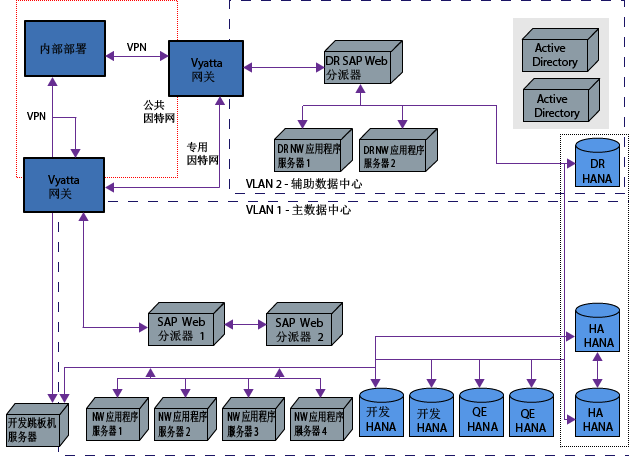 内部部署
VPN
Vyatta
网关
DR SAP Web
分派器
Active
Directory
Active
Directory
VPN
公共
因特网
专用
因特网
DR NW 应用程序
服务器 1
DR NW 应用程序
服务器 2
DR
HANA
Vyatta
网关
VLAN 2 - 辅助数据中心
VLAN 1 - 主数据中心
SAP Web
分派器 1
SAP Web
分派器 2
HA
HANA
开发跳板机
服务器
NW 应用程序
服务器 1
NW 应用程序
服务器 2
NW 应用程序
服务器 3
NW 应用程序
服务器 4
开发
HANA
开发
HANA
QE
HANA
QE
HANA
HA
HANA